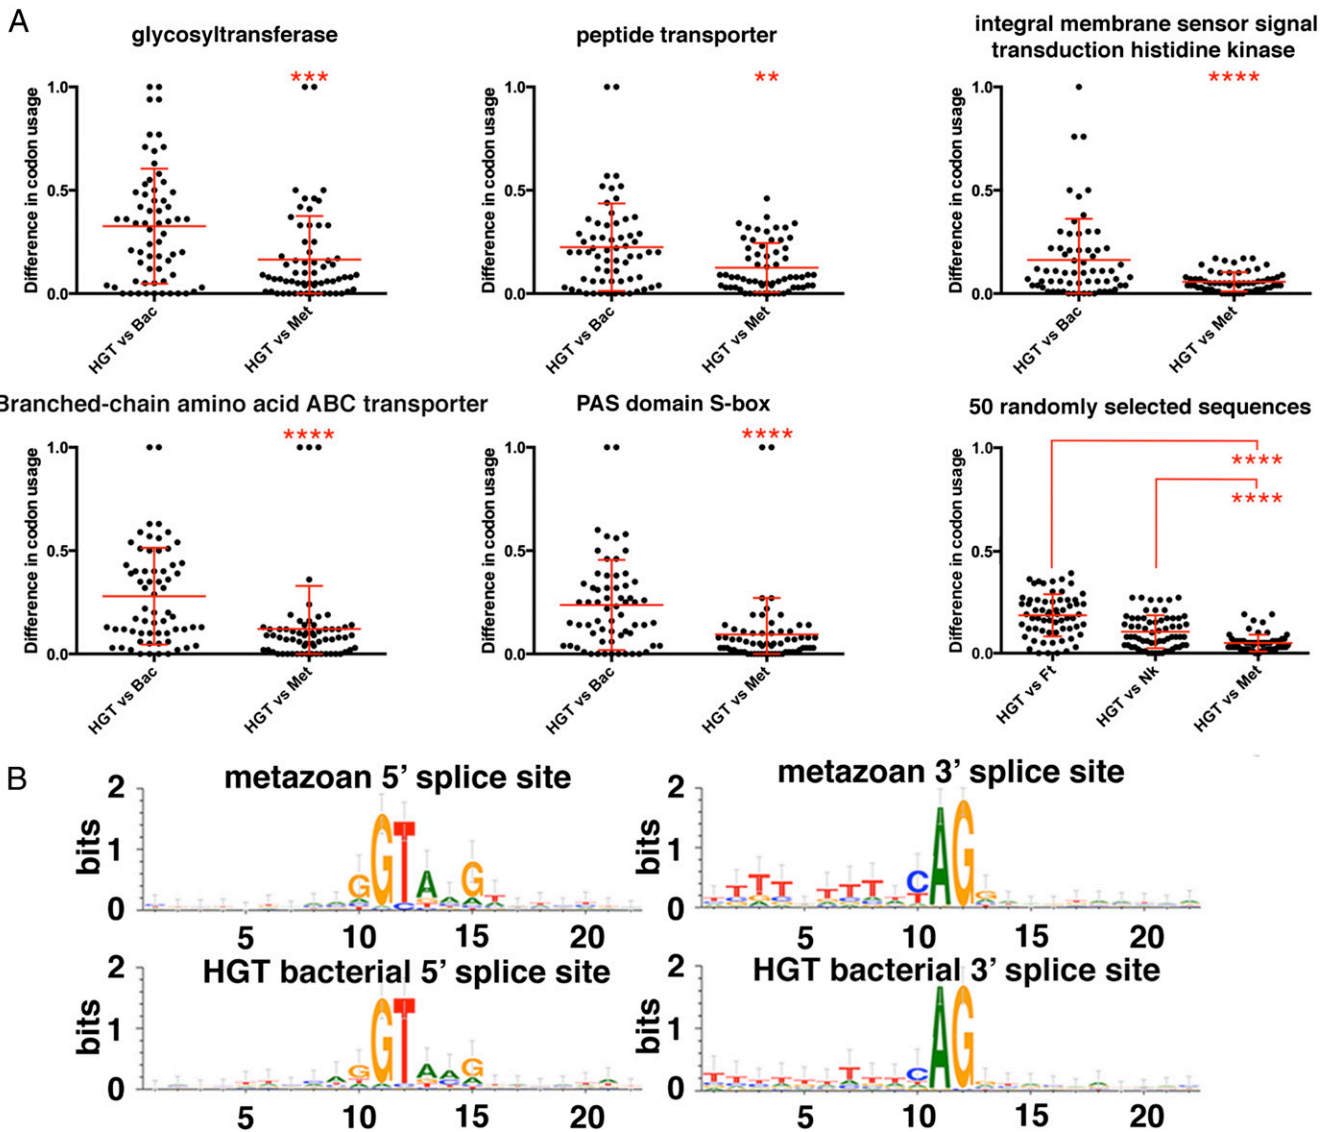 A
glycosyltransferase
peptide transporter
integral membrane sensor signal
transduction histidine kinase
***
**
****
Difference in codon usage
1.0
0.5
0.0
HGT vs Bac
HGT vs Met
Difference in codon usage
1.0
0.5
0.0
HGT vs Bac
HGT vs Met
Difference in codon usage
1.0
0.5
0.0
HGT vs Bac
HGT vs Met
Branched-chain amino acid ABC transporter
PAS domain S-box
50 randomly selected sequences
****
****
****
****
Difference in codon usage
1.0
0.5
0.0
HGT vs Bac
HGT vs Met
Difference in codon usage
1.0
0.5
0.0
HGT vs Bac
HGT vs Met
Difference in codon usage
1.0
0.5
0.0
HGT vs Ft
HGT vs Nk
HGT vs Met
B
metazoan 5’ splice site
bits
2
1
0
G G T A G
5 10 15 20
metazoan 3’ splice site
bits
2
1
0
T T T T T T C A G
5 10 15 20
HGT bacterial 5’ splice site
bits
2
1
0
G G T A A G
5 10 15 20
HGT bacterial 3’ splice site
bits
2
1
0
T T T C A G
5 10 15 20